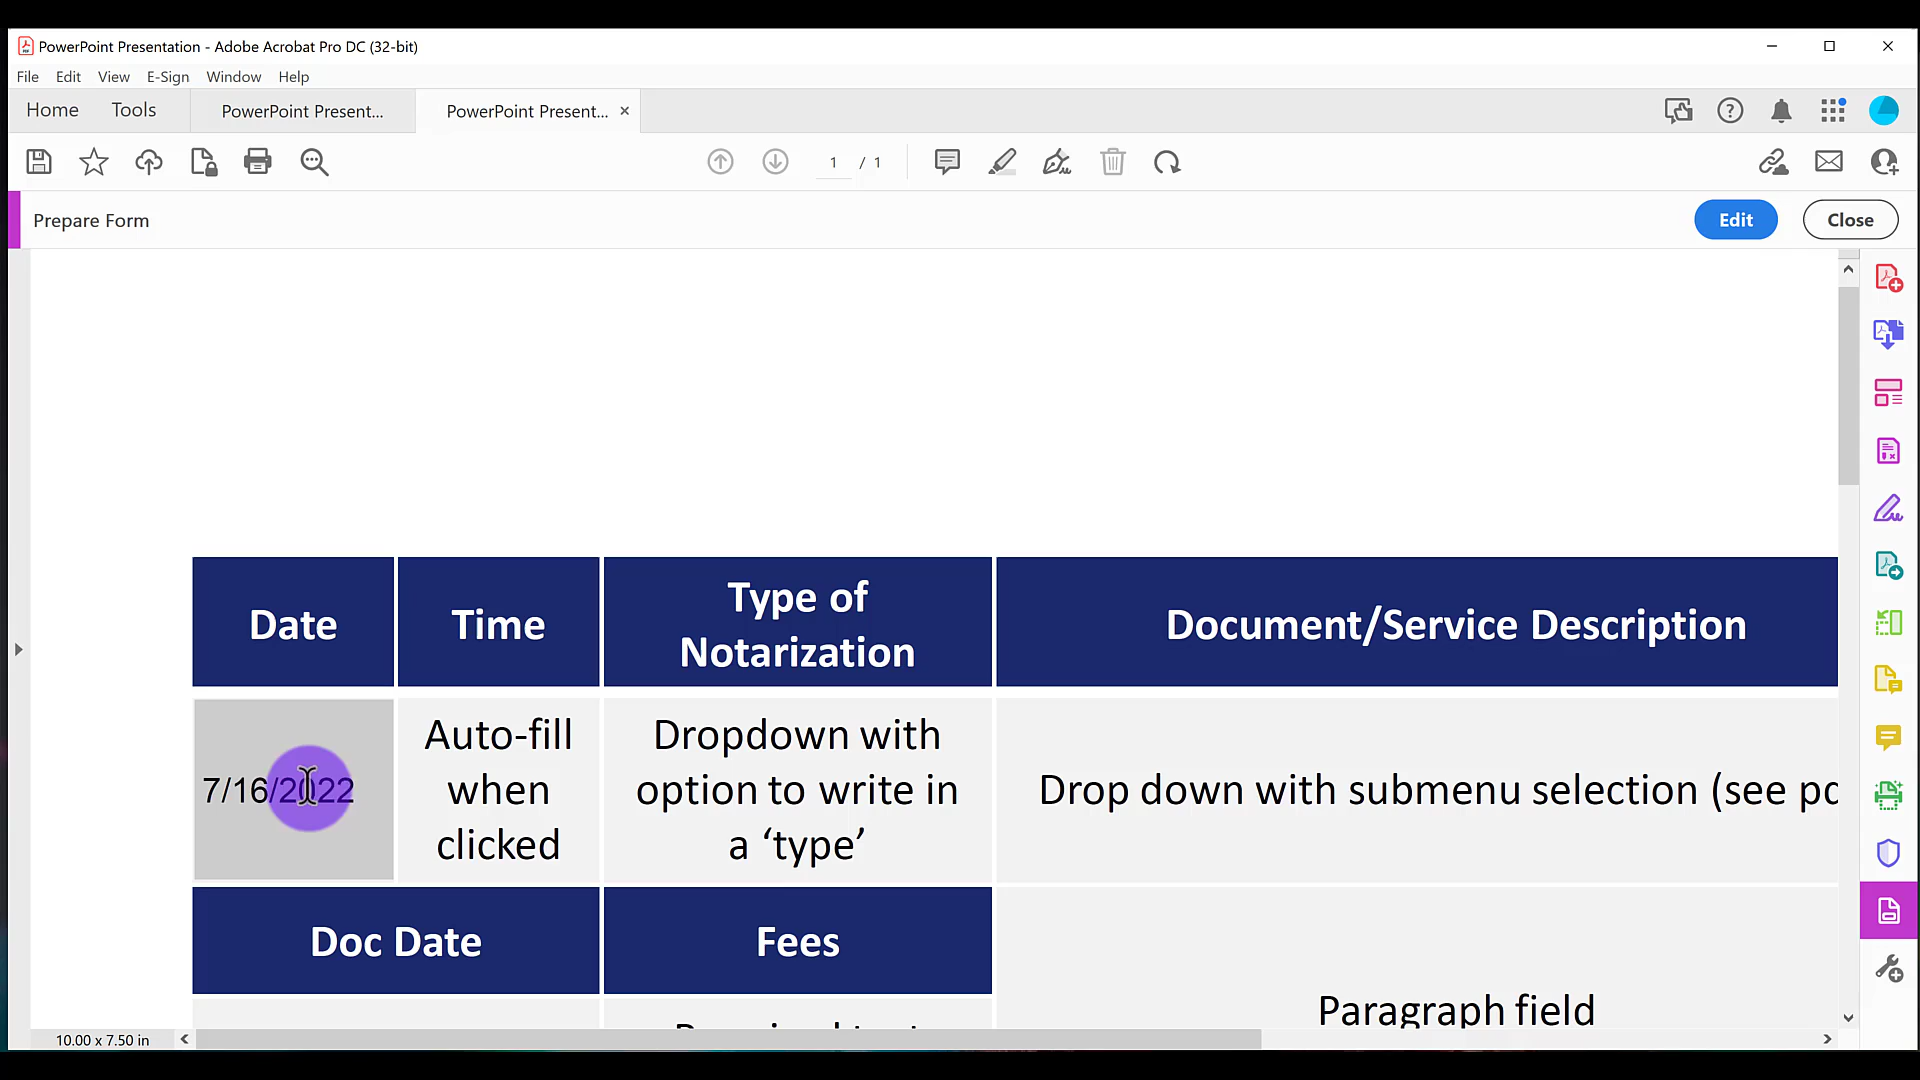 PowerPoint Presentation - Adobe Acrobat Pro DC (32-bit)
File Edit View E-Sign Window Help
Home Tools PowerPoint Present... PowerPoint Present... ×
1 / 1
Prepare Form Edit Close
Date Time Type of Notarization Document/Service Description
7/16/2022
Auto-fill
when
clicked
Dropdown with
option to write in
a ‘type’
Drop down with submenu selection (see
Doc Date Fees
Paragraph field
10.00 x 7.50 in